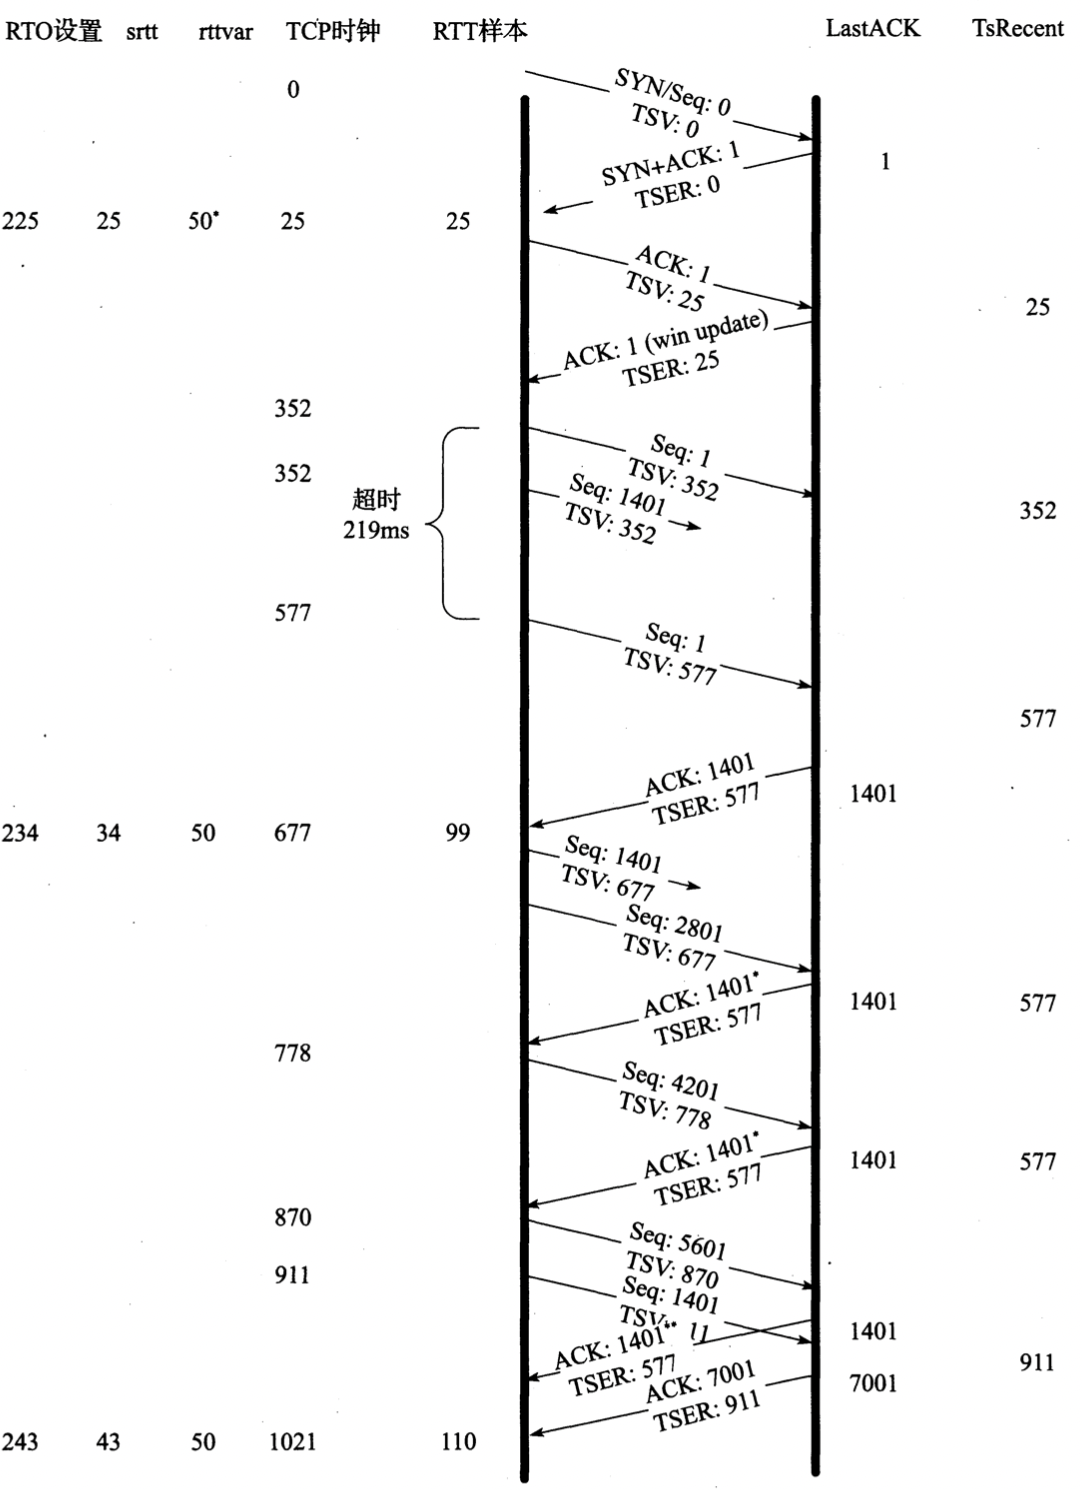 RTO设置 srtt rttvar TCP时钟 RTT样本 LastACK TsRecent
0
SYN/Seq: 0
TSV: 0
SYN+ACK: 1
TSER: 0
1
225 25 50* 25 25
ACK: 1
TSV: 25
25
ACK: 1 (win update)
TSER: 25
352
Seq: 1
TSV: 352
352
352
Seq: 1401
TSV: 352
超时
219ms
577
Seq: 1
TSV: 577
577
ACK: 1401
TSER: 577
1401
234 34 50 677 99
Seq: 1401
TSV: 677
Seq: 2801
TSV: 677
ACK: 1401*
TSER: 577
1401 577
778
Seq: 4201
TSV: 778
ACK: 1401*
TSER: 577
1401 577
870
Seq: 5601
TSV: 870
911
Seq: 1401
TSV:
ACK: 1401**
TSER: 577
1401
911
ACK: 7001
TSER: 911
7001
243 43 50 1021 110